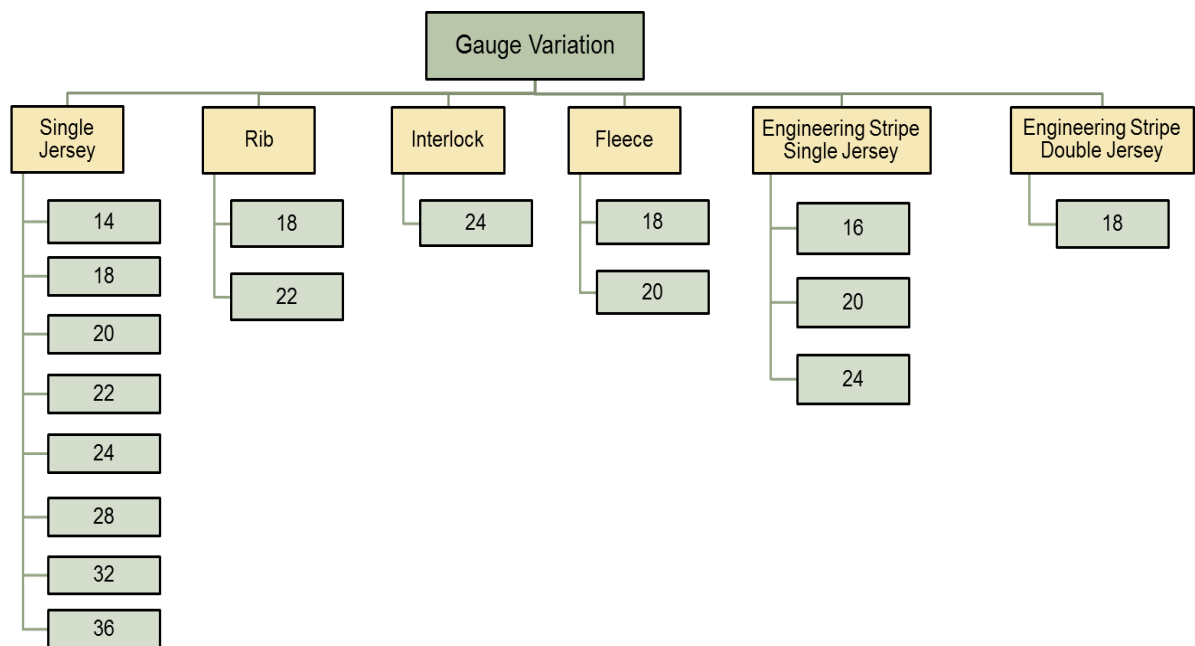 Gauge Variation
Single
Jersey
14
18
20
22
24
28
32
36
Rib
18
22
Interlock
24
Fleece
18
20
Engineering Stripe
Single Jersey
16
20
24
Engineering Stripe
Double Jersey
18